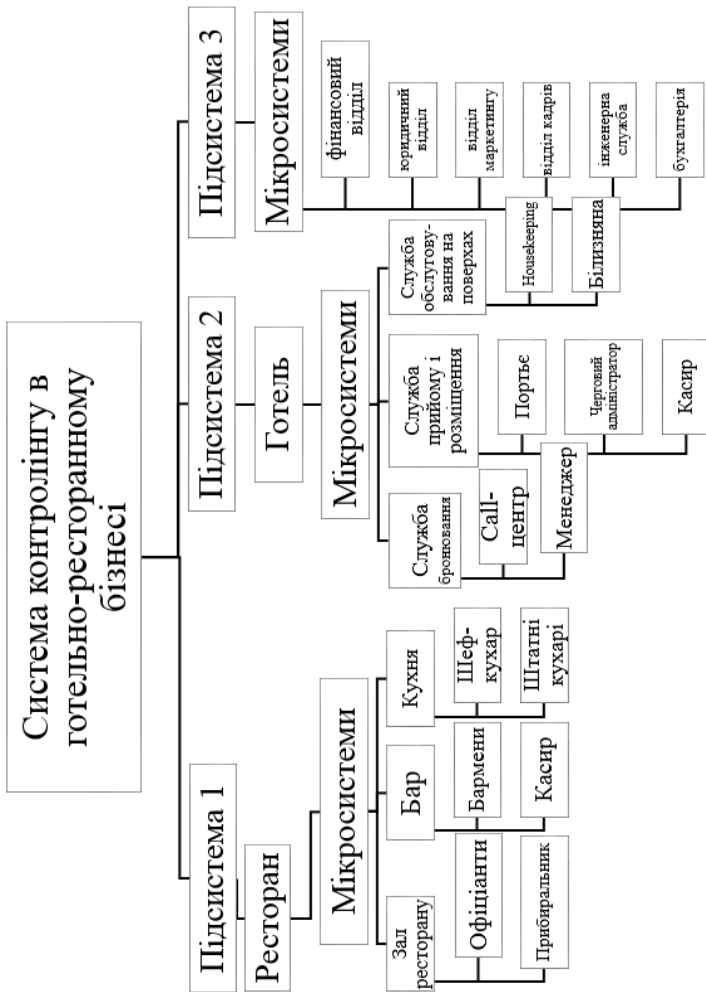 Система контролінгу в
готельно-ресторанному
бізнесі
Підсистема 1
Ресторан
Мікросистеми
Зал
ресторану
Офіціанти
Прибиральник
Бар
Бармени
Касир
Кухня
Шеф-
кухар
Штатні
кухарі
Підсистема 2
Готель
Мікросистеми
Служба
бронювання
Call-
центр
Менеджер
Служба
прийому і
розміщення
Портьє
Черговий
адміністратор
Касир
Служба
обслугову-
вання на
поверхах
Housekeeping
Білизняна
Підсистема 3
Мікросистеми
фінансовий
відділ
юридичний
відділ
відділ
маркетингу
відділ кадрів
інженерна
служба
бухгалтерія